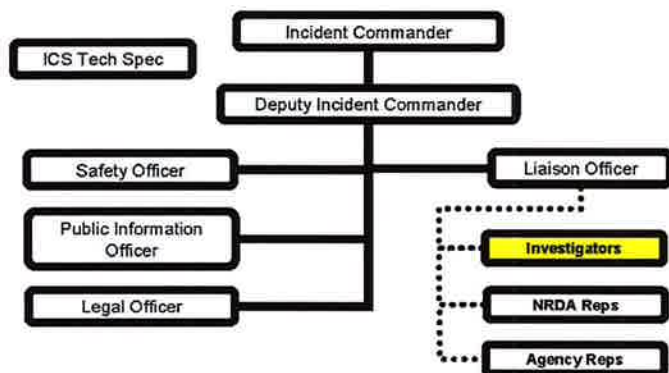 Incident Commander
ICS Tech Spec
Deputy Incident Commander
Safety Officer
Liaison Officer
Public Information
Officer
Investigators
Legal Officer
NRDA Reps
Agency Reps